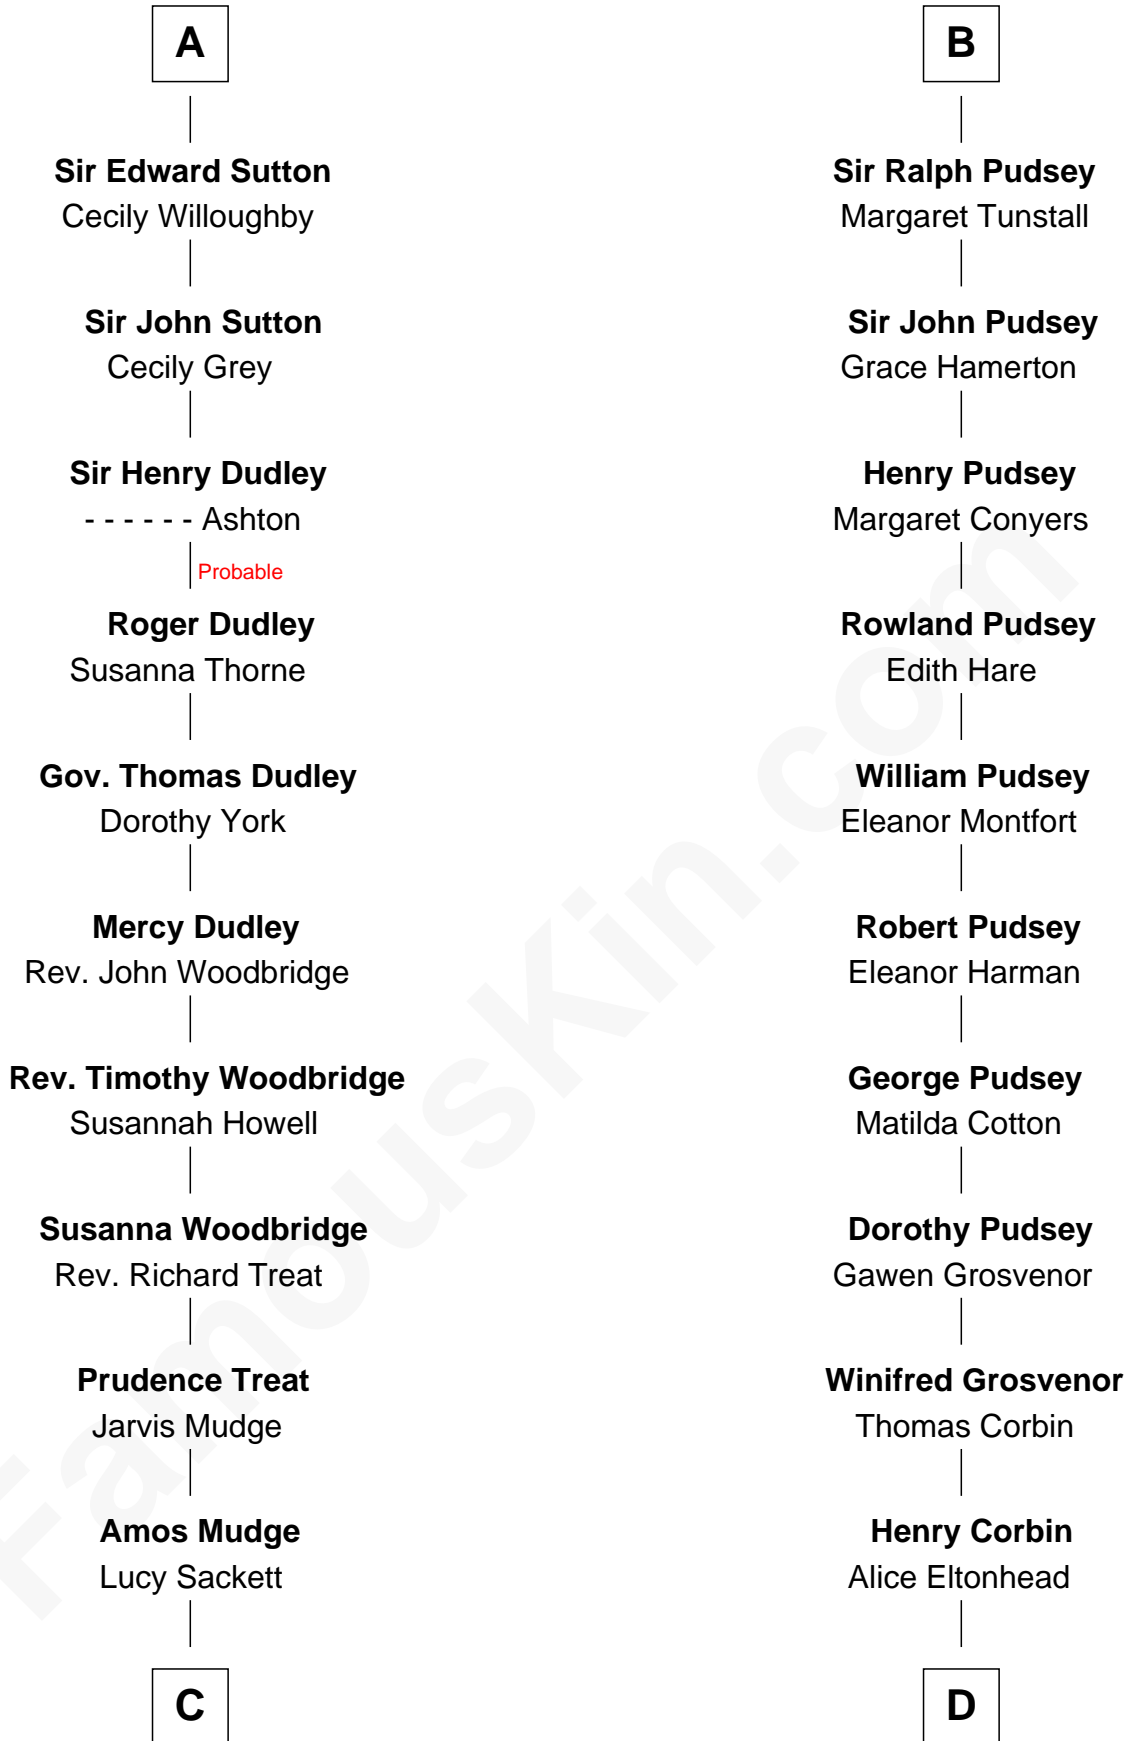 A
Sir Edward Sutton
Cecily Willoughby
Sir John Sutton
Cecily Grey
Sir Henry Dudley
- - - - - - Ashton
Probable
Roger Dudley
Susanna Thorne
Gov. Thomas Dudley
Dorothy York
Mercy Dudley
Rev. John Woodbridge
Rev. Timothy Woodbridge
Susannah Howell
Susanna Woodbridge
Rev. Richard Treat
Prudence Treat
Jarvis Mudge
Amos Mudge
Lucy Sackett
C
B
Sir Ralph Pudsey
Margaret Tunstall
Sir John Pudsey
Grace Hamerton
Henry Pudsey
Margaret Conyers
Rowland Pudsey
Edith Hare
William Pudsey
Eleanor Montfort
Robert Pudsey
Eleanor Harman
George Pudsey
Matilda Cotton
Dorothy Pudsey
Gawen Grosvenor
Winifred Grosvenor
Thomas Corbin
Henry Corbin
Alice Eltonhead
D
FamousKin.com